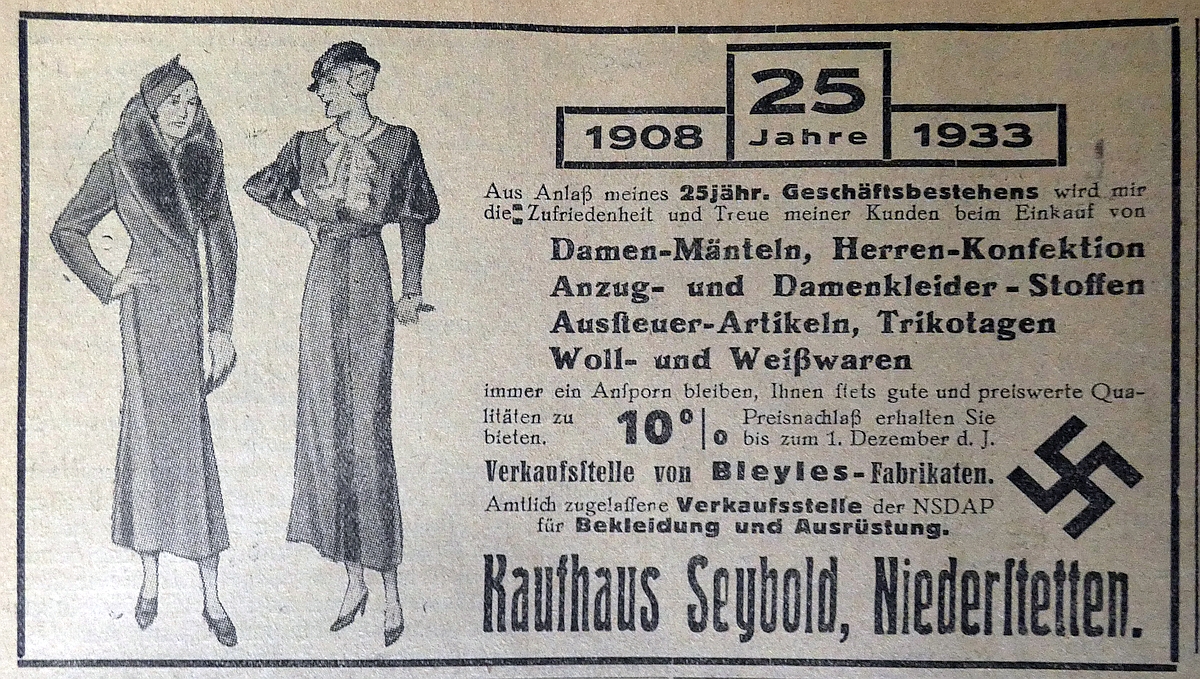 25
1908 Jahre 1933
Aus Anlaß meines 25jähr. Geschäftsbestehens wird mir
die Zufriedenheit und Treue meiner Kunden beim Einkauf von
Damen-Mänteln, Herren-Konfektion
Anzug- und Damenkleider-Stoffen
Ausſteuer-Artikeln, Trikotagen
Woll- und Weißwaren
immer ein Anſporn bleiben, Ihnen ſtets gute und preiswerte Qua-
litäten zu
bieten.
10%
Preisnachlaß erhalten Sie
bis zum 1. Dezember d. J.
Verkaufsſtelle von Bleyles-Fabrikaten.
Amtlich zugelaſſene Verkaufsstelle der NSDAP
für Bekleidung und Ausrüstung.
Kaufhaus Seybold, Niederſtetten.